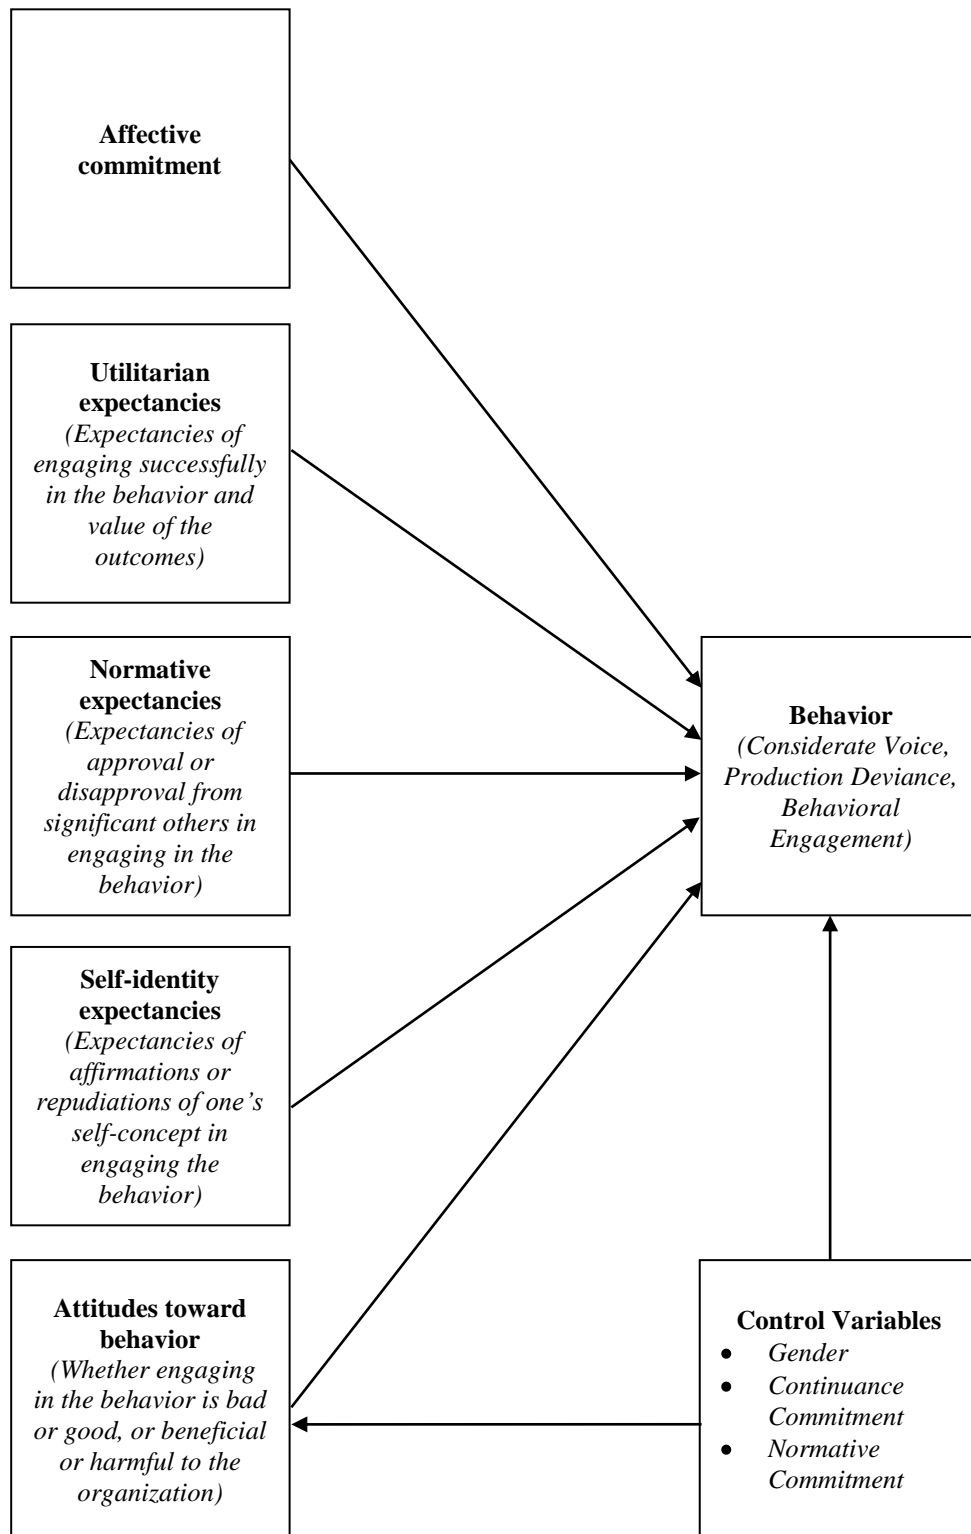 Affective
commitment
Utilitarian
expectancies
(Expectancies of
engaging successfully
in the behavior and
value of the
outcomes)
Normative
expectancies
(Expectancies of
approval or
disapproval from
significant others in
engaging in the
behavior)
Behavior
(Considerate Voice,
Production Deviance,
Behavioral
Engagement)
Self-identity
expectancies
(Expectancies of
affirmations or
repudiations of one’s
self-concept in
engaging the
behavior)
Attitudes toward
behavior
(Whether engaging
in the behavior is bad
or good, or beneficial
or harmful to the
organization)
Control Variables
• Gender
• Continuance
Commitment
• Normative
Commitment